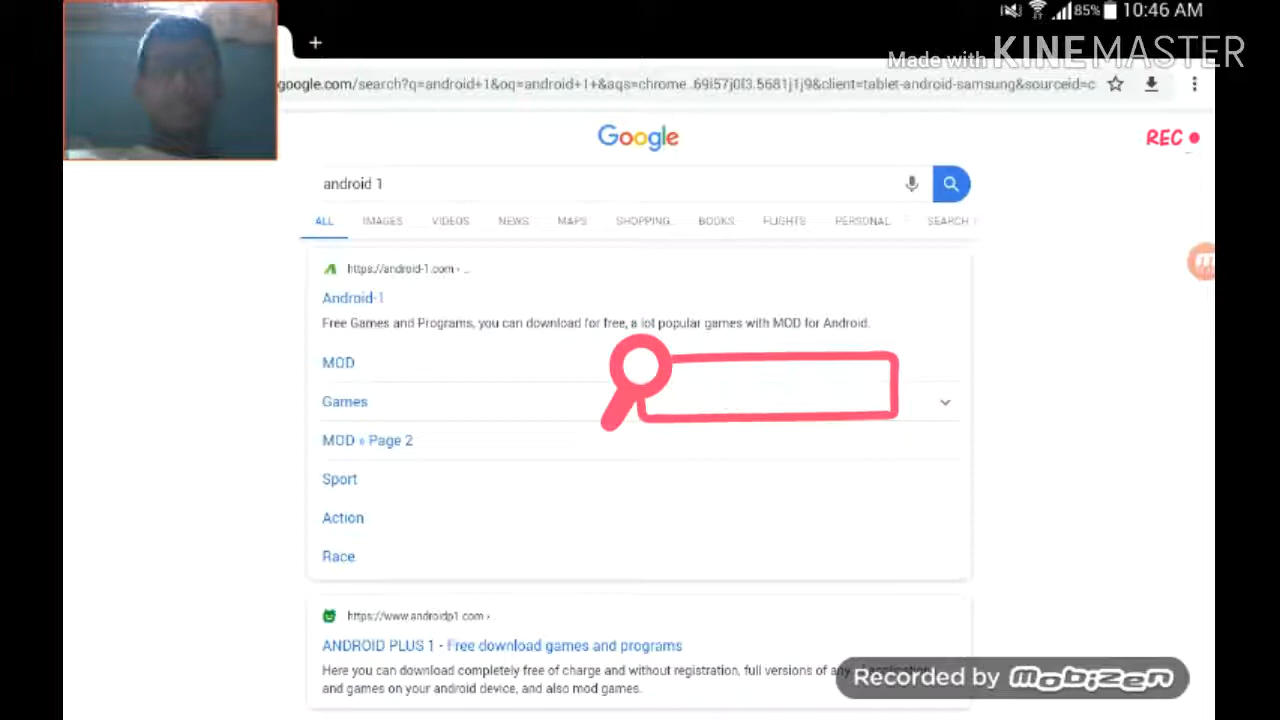 85% 10:46 AM
Made with KINEMASTER
google.com/search?q=android+1&oq=android+1+&aqs=chrome..69i57j0l3.5681j1j9&client=tablet-android-samsung&sourceid=c
Google
REC
android 1
ALL IMAGES VIDEOS NEWS MAPS SHOPPING BOOKS FLIGHTS PERSONAL SEARCH
https://android-1.com › ...
Android-1
Free Games and Programs, you can download for free, a lot popular games with MOD for Android.
MOD
Games
MOD » Page 2
Sport
Action
Race
https://www.androidp1.com ›
ANDROID PLUS 1 - Free download games and programs
Here you can download completely free of charge and without registration, full versions of any application
and games on your android device, and also mod games.
Recorded by mobizen